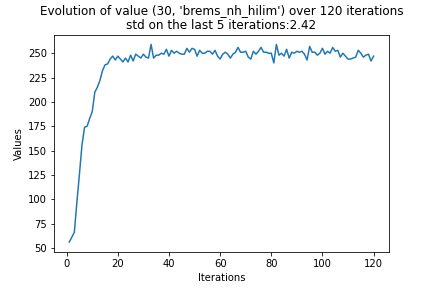 Evolution of value (30, 'brems_nh_hilim') over 120 iterations
std on the last 5 iterations:2.42
250
225
200
175
150
125
100
75
50
Values
0 20 40 60 80 100 120
Iterations